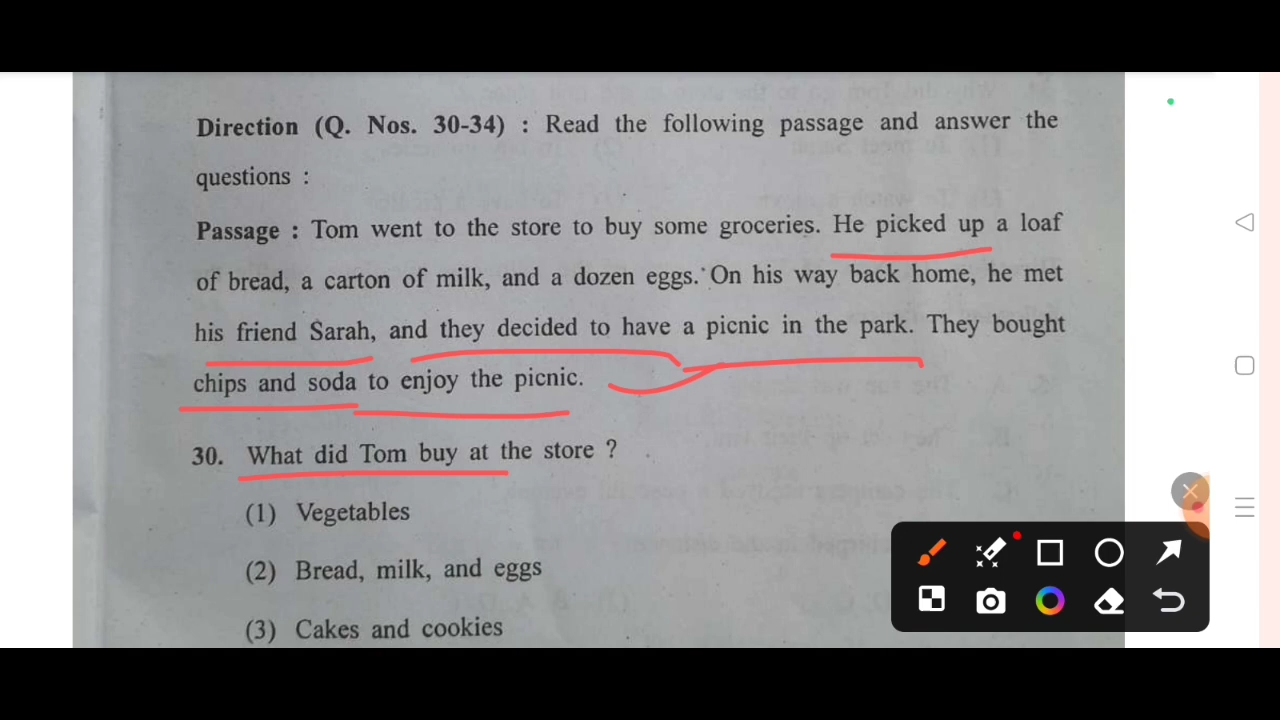 Direction (Q. Nos. 30-34) : Read the following passage and answer the
questions :
Passage : Tom went to the store to buy some groceries. He picked up a loaf
of bread, a carton of milk, and a dozen eggs. On his way back home, he met
his friend Sarah, and they decided to have a picnic in the park. They bought
chips and soda to enjoy the picnic.
30. What did Tom buy at the store ?
(1) Vegetables
(2) Bread, milk, and eggs
(3) Cakes and cookies